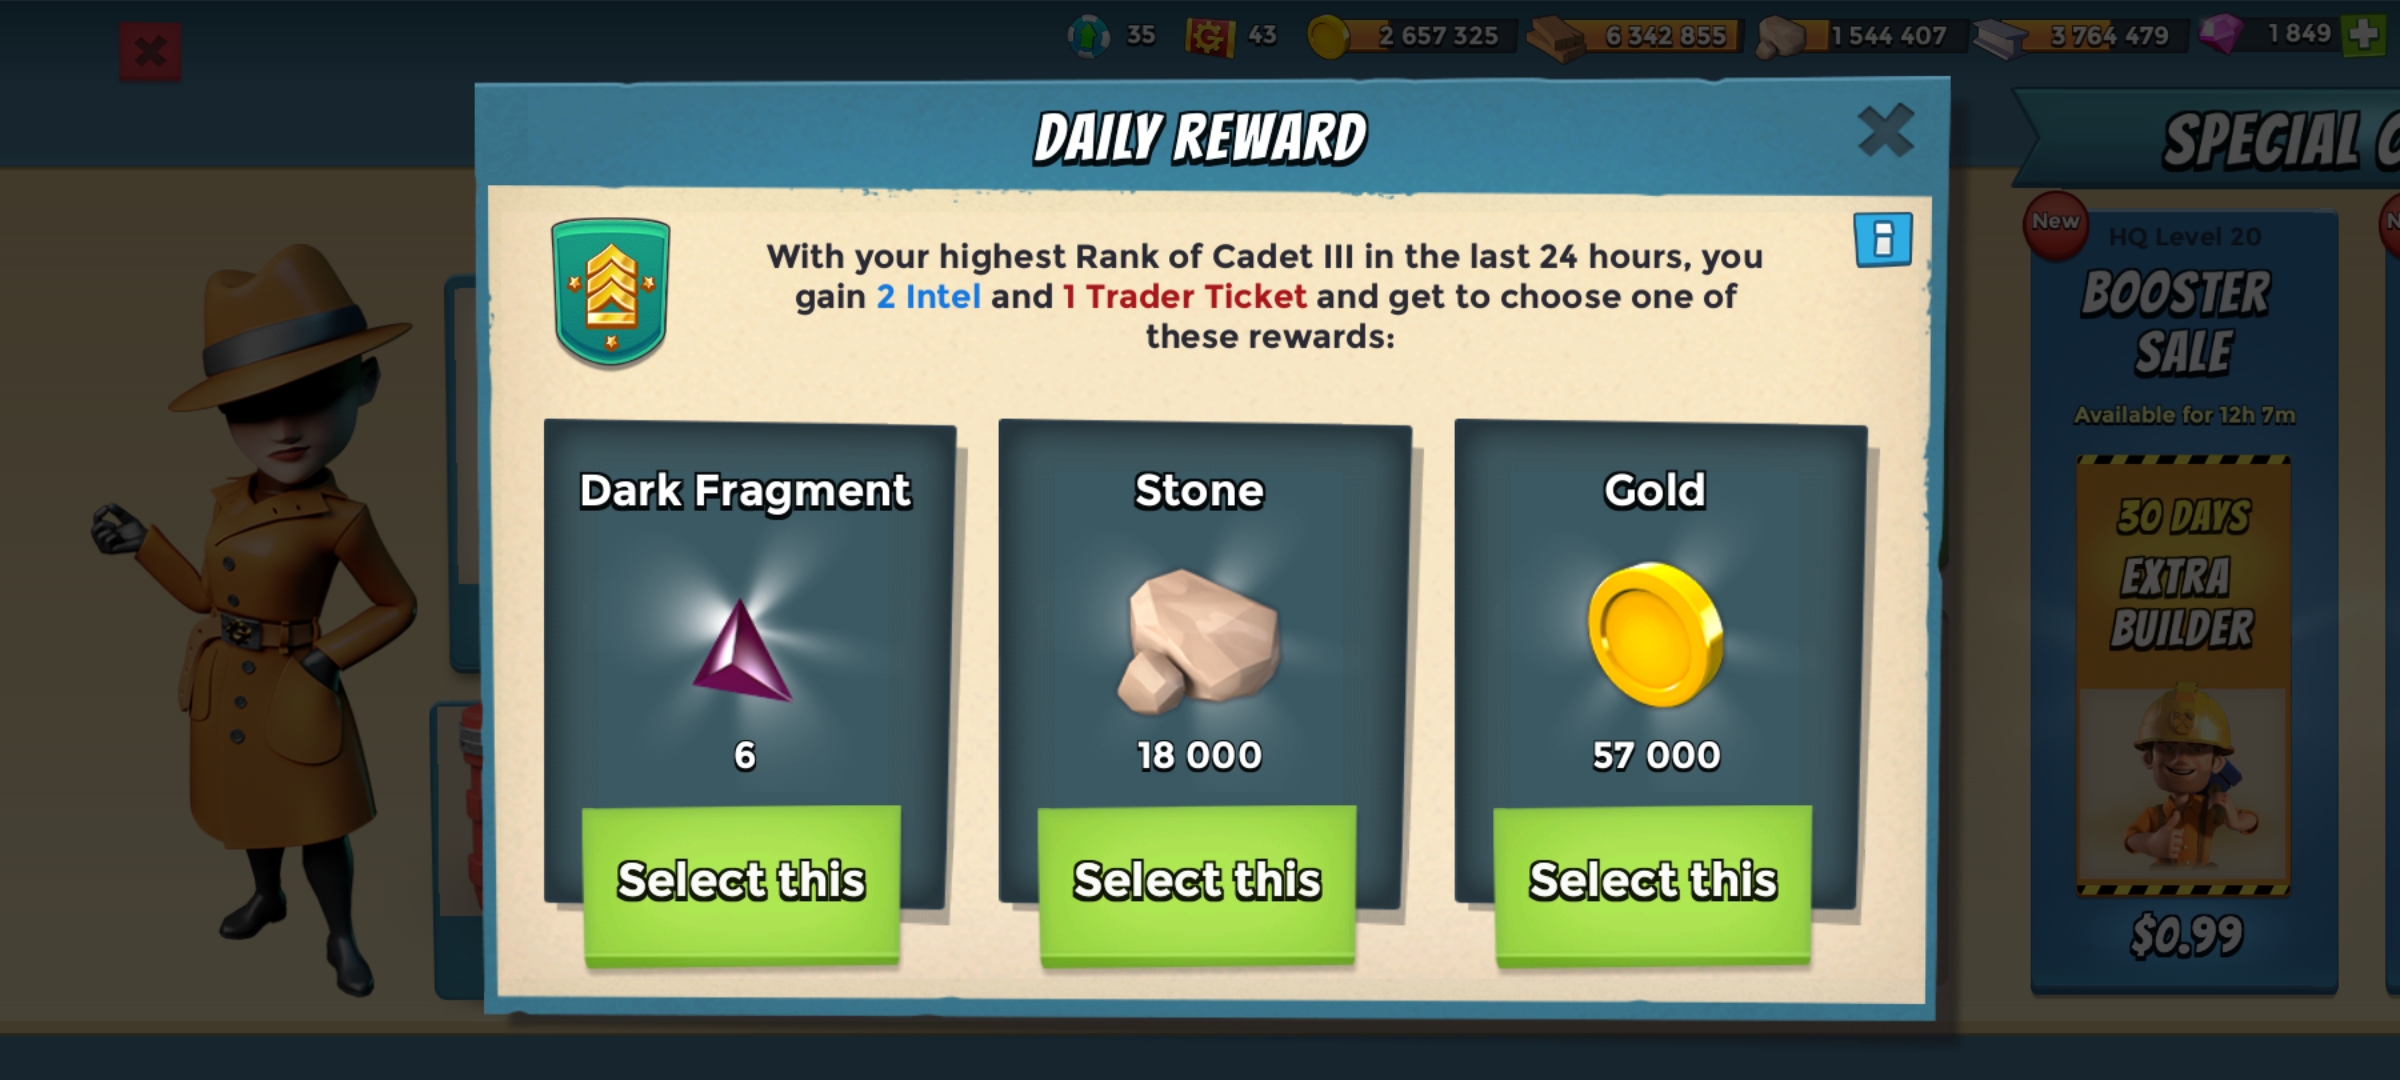 35 43 2 657 325 6 342 855 1 544 407 3 764 479 1 849
DAILY REWARD
With your highest Rank of Cadet III in the last 24 hours, you
gain 2 Intel and 1 Trader Ticket and get to choose one of
these rewards:
Dark Fragment
6
Select this
Stone
18 000
Select this
Gold
57 000
Select this
SPECIAL
New
HQ Level 20
BOOSTER
SALE
Available for 12h 7m
30 DAYS
EXTRA
BUILDER
$0.99